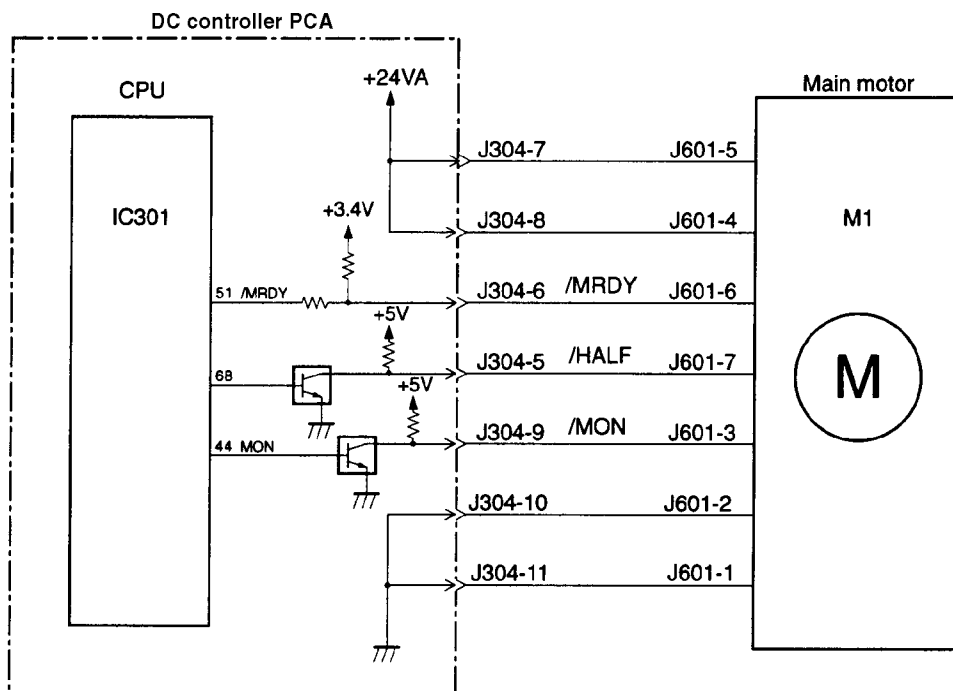 DC controller PCA
+24VA
CPU
Main motor
J304-7
J601-5
IC301
+3.4V
J304-8
J601-4
M1
51 /MRDY
J304-6
/MRDY
J601-6
+5V
J304-5
/HALF
J601-7
68
+5V
M
44 MON
J304-9
/MON
J601-3
J304-10
J601-2
J304-11
J601-1